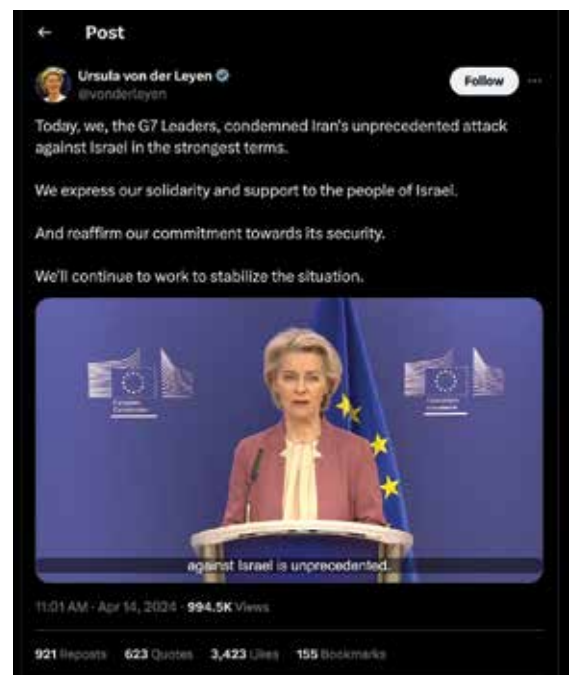 ← Post
Ursula von der Leyen
@vonderleyen
Follow
Today, we, the G7 Leaders, condemned Iran's unprecedented attack
against Israel in the strongest terms.
We express our solidarity and support to the people of Israel.
And reaffirm our commitment towards its security.
We'll continue to work to stabilize the situation.
European
Commission
against Israel is unprecedented.
11:01 AM · Apr 14, 2024 · 994.5K Views
921 Reposts 623 Quotes 3,423 Likes 155 Bookmarks